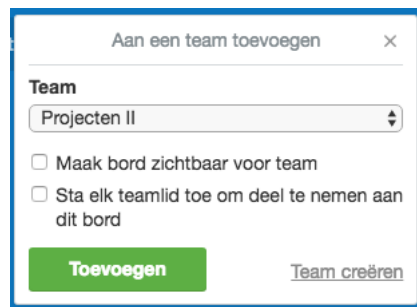 Aan een team toevoegen
Team
Projecten II
Maak bord zichtbaar voor team
Sta elk teamlid toe om deel te nemen aan
dit bord
Toevoegen
Team creëren